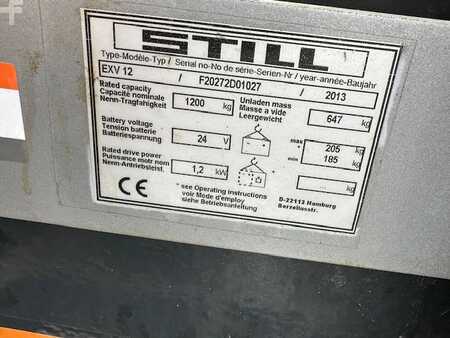 STILL
Type-Modèle-Typ / Serial no-No de série-Serien-Nr / year-année-Baujahr
EXV 12 / F20272D01027 / 2013
Rated capacity
Capacité nominale
Nenn-Tragfähigkeit
1200 kg
Unladen mass
Masse a vide
Leergewicht
647 kg
Battery voltage
Tension batterie
Batteriespannung
24 V
max 205 kg
min 185 kg
Rated drive power
Puissance motr nom
Nenn-Antriebsleist.
1,2 kW
... kg
CE
* see Operating instructions
voir Mode d'employ
siehe Betriebsanleitung
D-22113 Hamburg
Berzeliusstr.